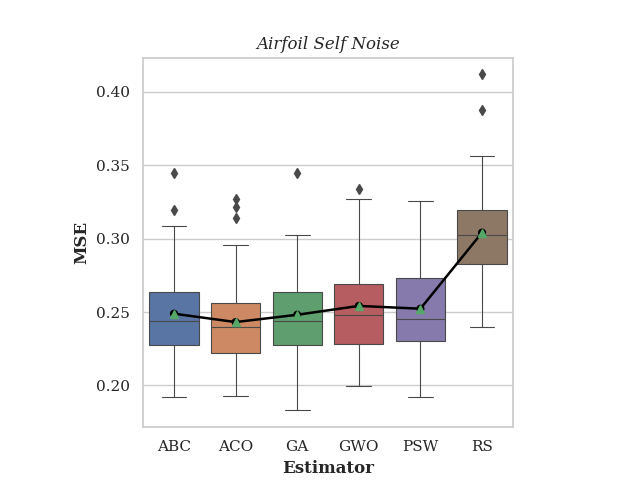 Airfoil Self Noise
0.40
0.35
0.30
0.25
0.20
MSE
ABC ACO GA GWO PSW RS
Estimator